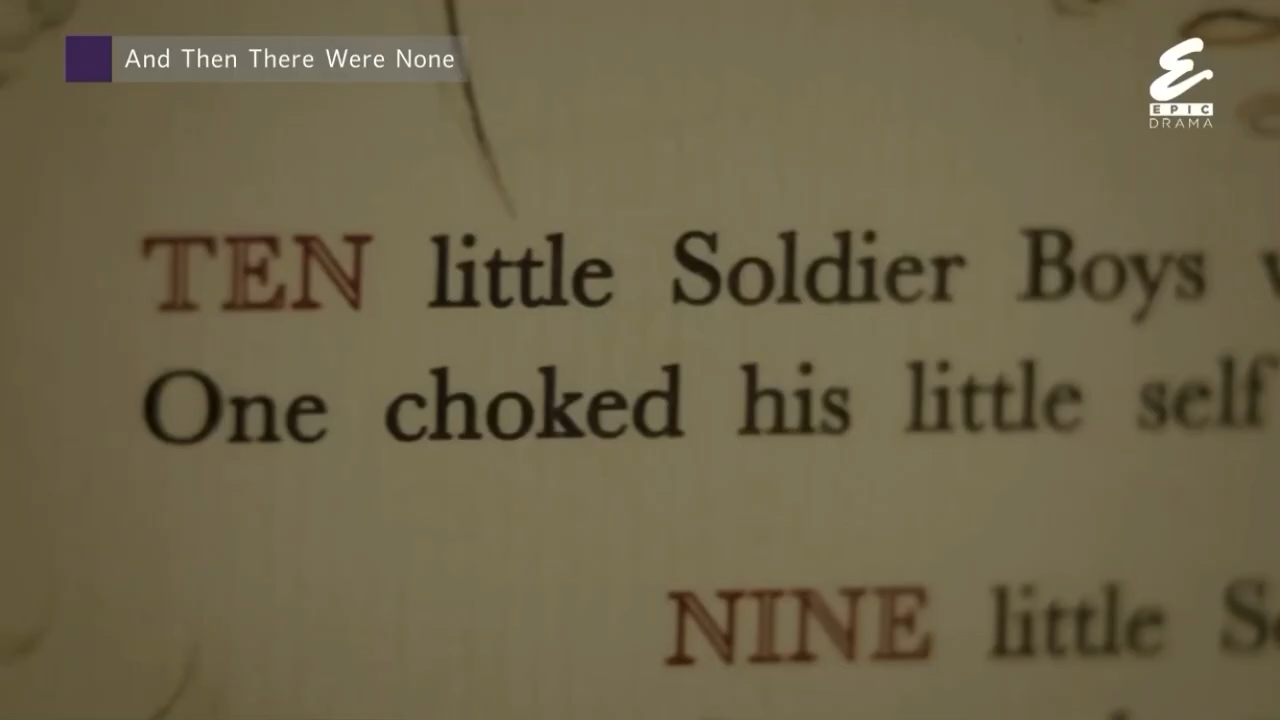 And Then There Were None
EPIC
DRAMA
TEN little Soldier Boys
One choked his little self
NINE little